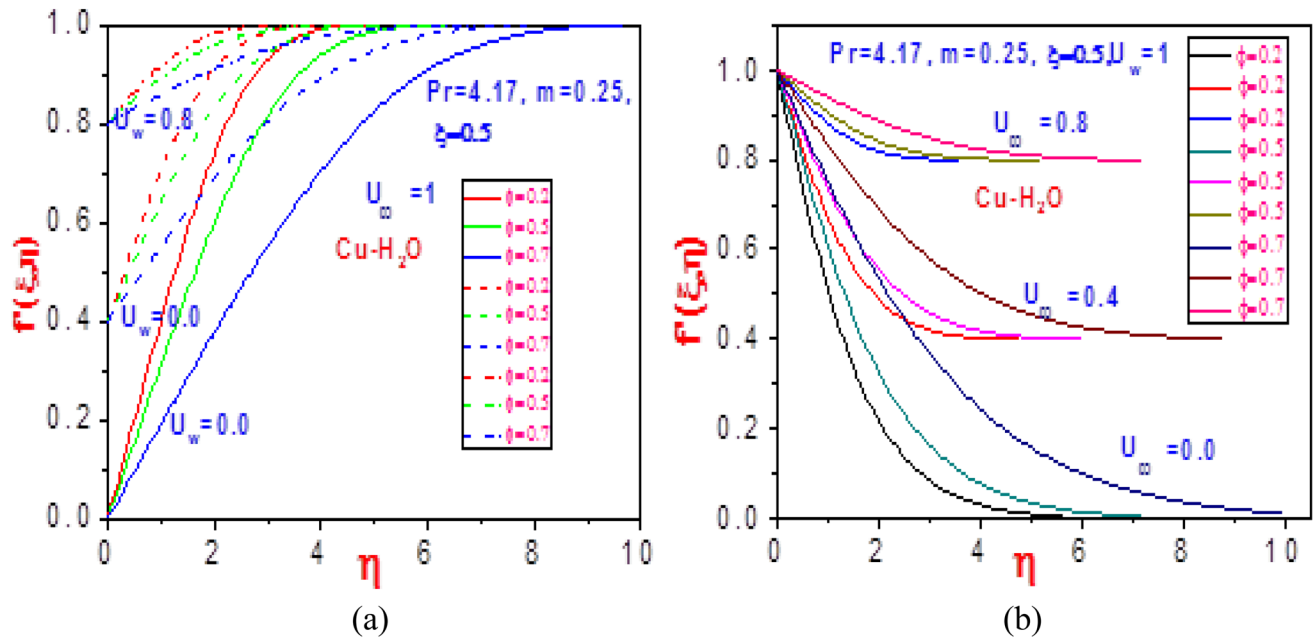 f'(ξ,η)
1.0
0.8
0.6
0.4
0.2
0.0
0
2
4
6
8
10
η
U_w=0.8
Pr=4.17, m=0.25,
ξ=0.5
U_∞ =1
Cu-H₂O
U_w=0.0
U_w=0.0
ϕ=0.2
ϕ=0.5
ϕ=0.7
ϕ=0.2
ϕ=0.5
ϕ=0.7
ϕ=0.2
ϕ=0.5
ϕ=0.7
(a)
f'(ξ,η)
1.0
0.8
0.6
0.4
0.2
0.0
0
2
4
6
8
10
η
Pr=4.17, m=0.25, ξ=0.5,U_w=1
U_∞ =0.8
Cu-H₂O
U_∞ =0.4
U_∞ =0.0
ϕ=0.2
ϕ=0.2
ϕ=0.2
ϕ=0.5
ϕ=0.5
ϕ=0.5
ϕ=0.7
ϕ=0.7
ϕ=0.7
(b)